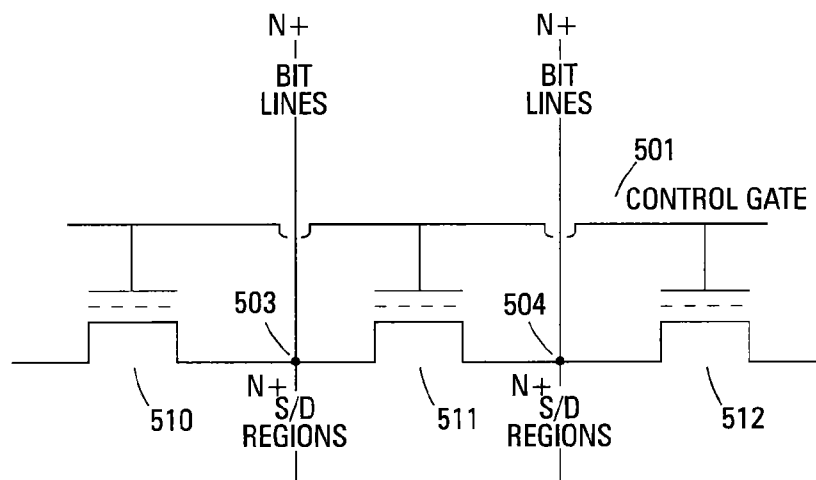 N+
BIT
LINES
N+
BIT
LINES
501
CONTROL GATE
503
504
510
N+
S/D
REGIONS
511
N+
S/D
REGIONS
512